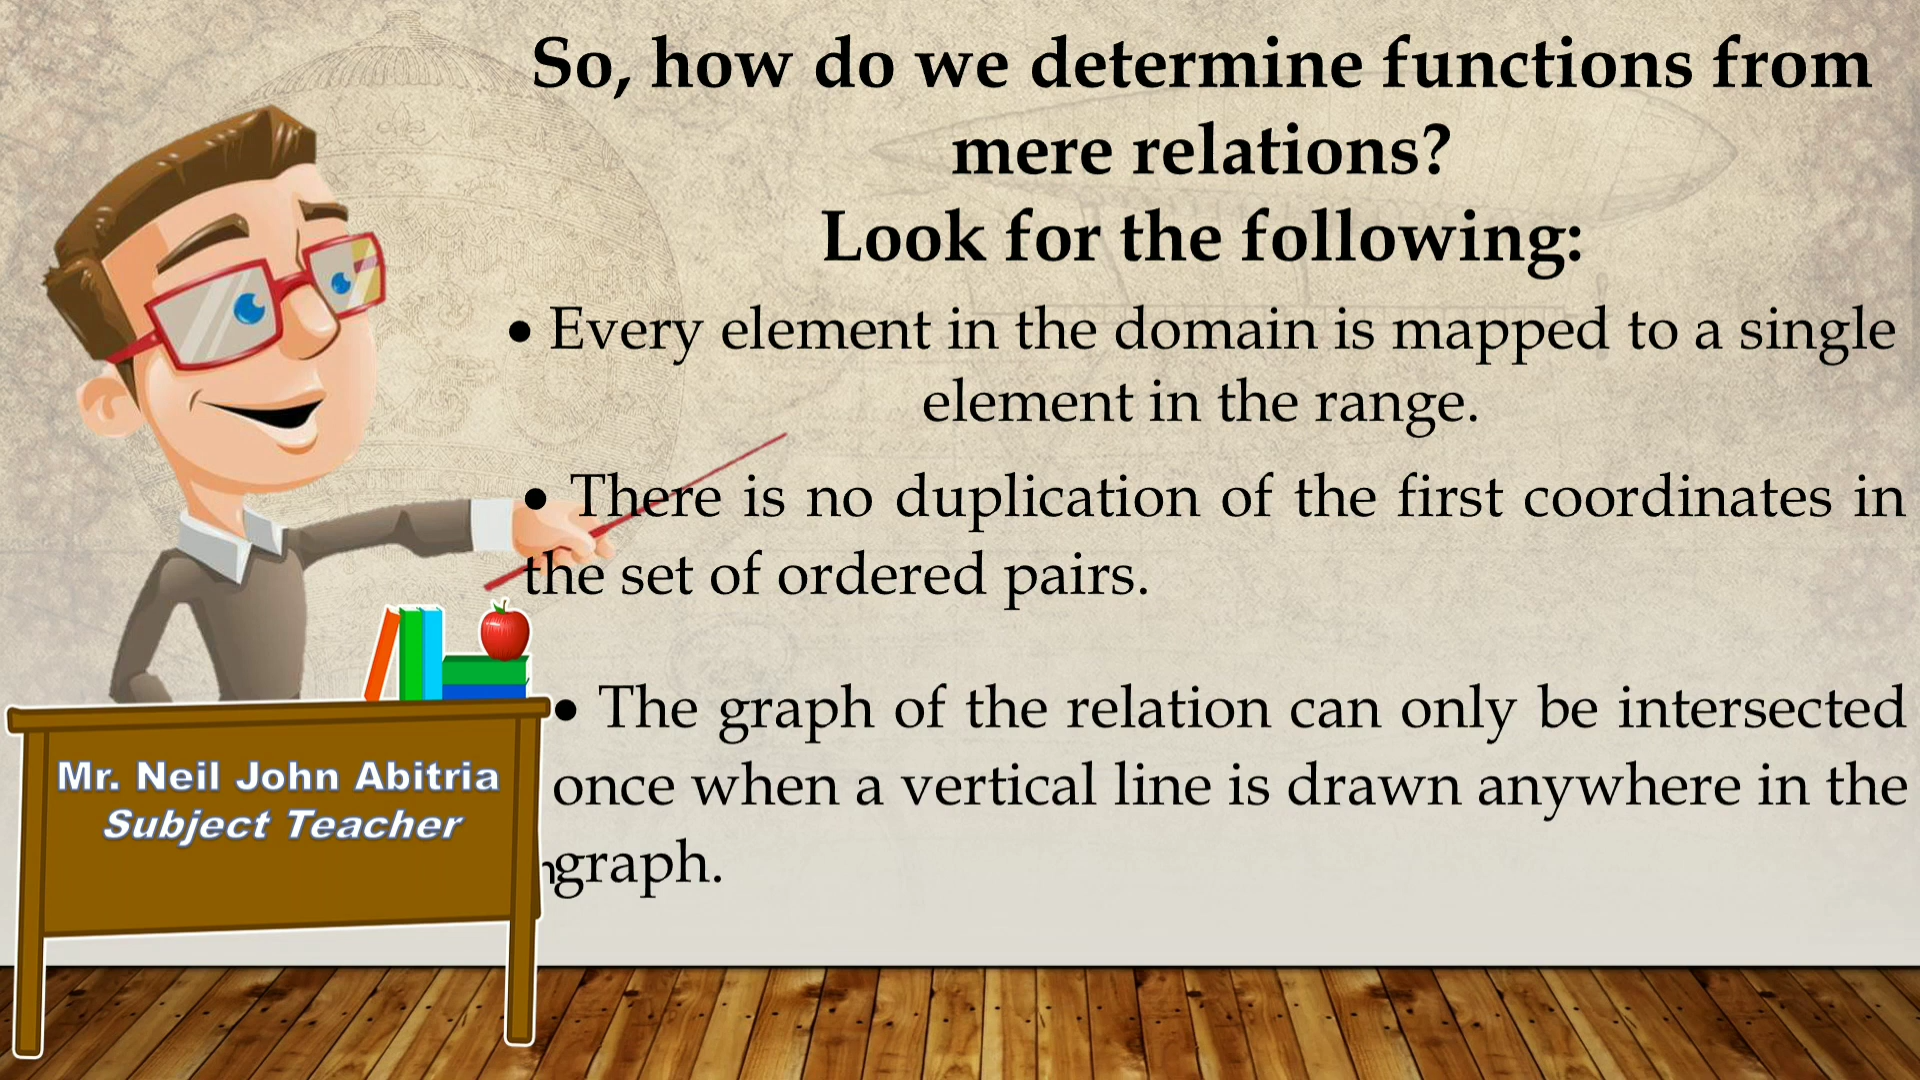 So, how do we determine functions from
mere relations?
Look for the following:
• Every element in the domain is mapped to a single
element in the range.
• There is no duplication of the first coordinates in
the set of ordered pairs.
• The graph of the relation can only be intersected
once when a vertical line is drawn anywhere in the
graph.
Mr. Neil John Abitria
Subject Teacher